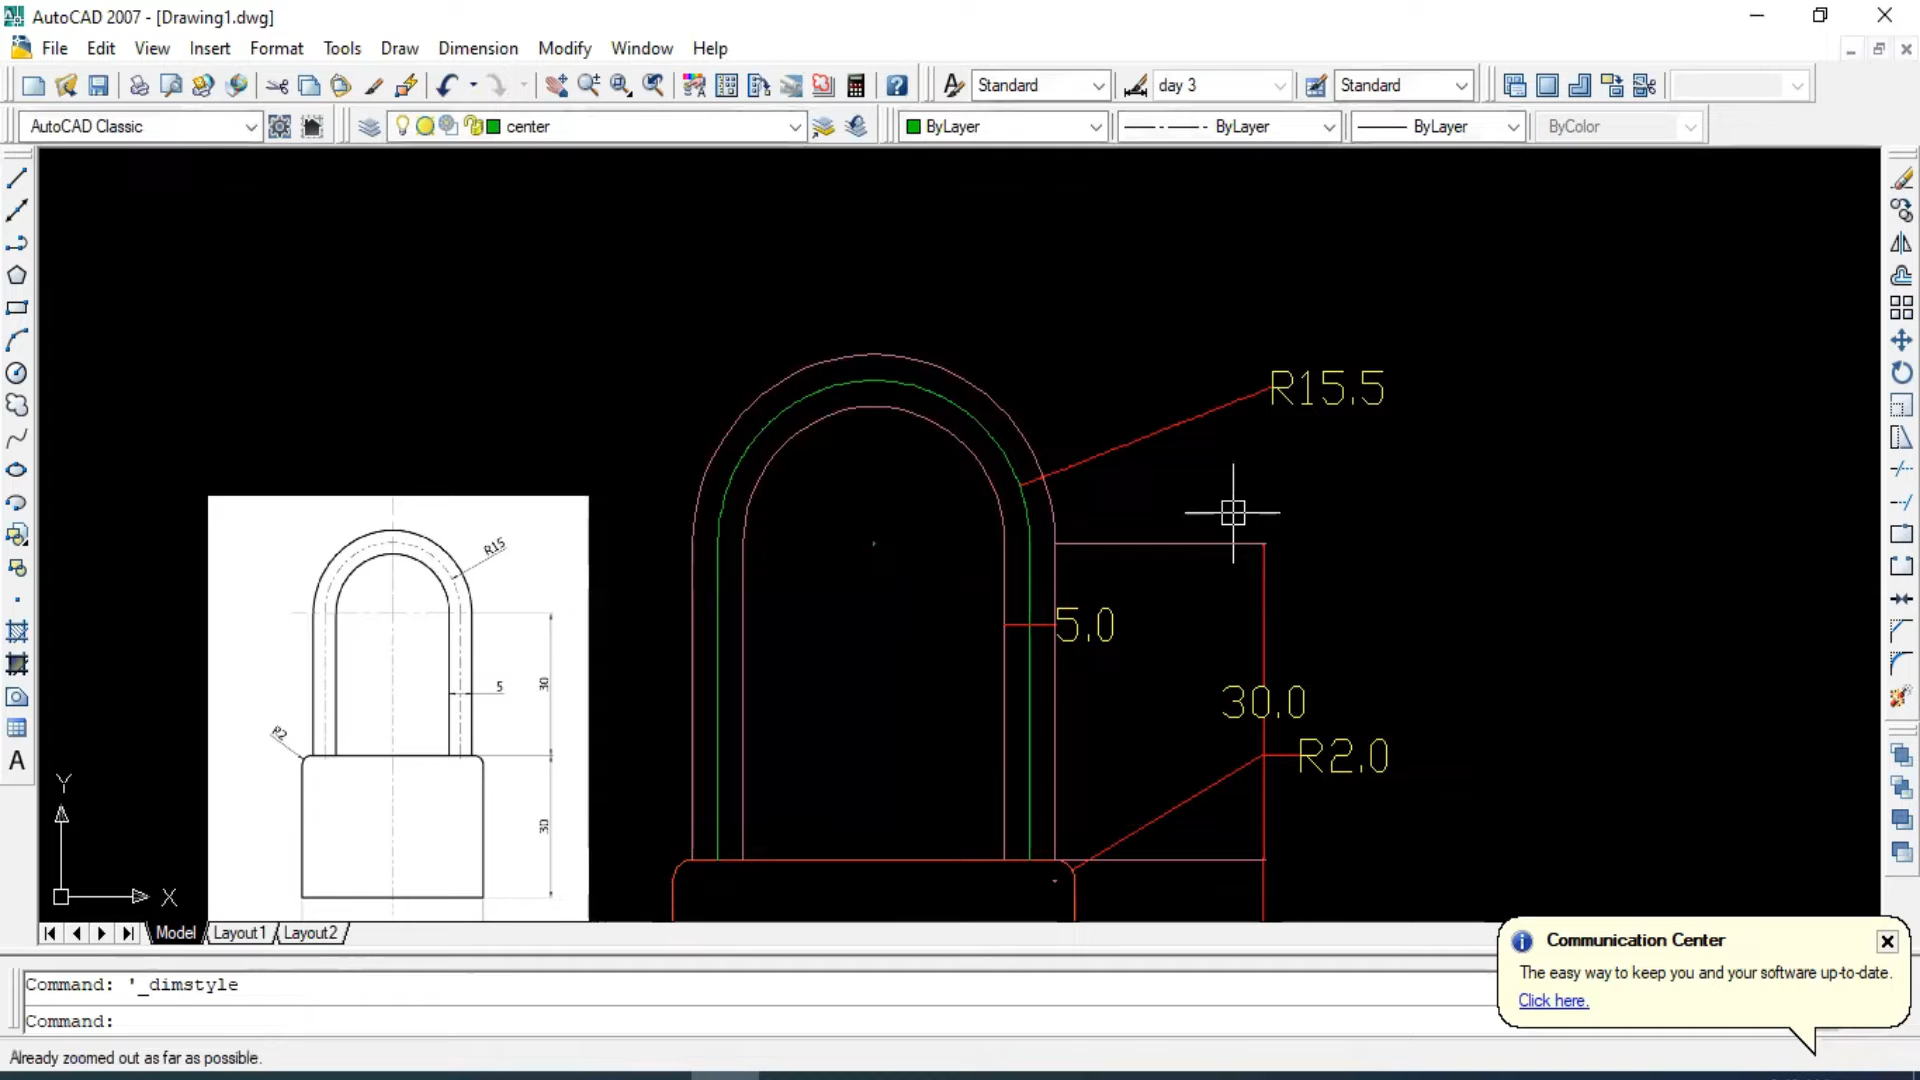 AutoCAD 2007 - [Drawing1.dwg]
File Edit View Insert Format Tools Draw Dimension Modify Window Help
Standard day 3 Standard
AutoCAD Classic center ByLayer ByLayer ByLayer ByColor
R15.5
5.0
30.0
R2.0
R15
5
30
R2
30
Y
X
A
Model Layout1 Layout2
Command: '_dimstyle
Command:
Communication Center
The easy way to keep you and your software up-to-date.
Click here.
Already zoomed out as far as possible.